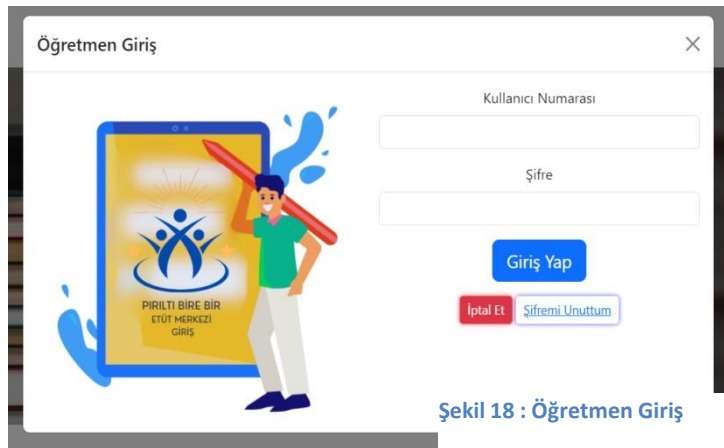 Öğretmen Giriş
Kullanıcı Numarası
Şifre
Giriş Yap
İptal Et
Şifremi Unuttum
PIRILTI BİRE BİR
ETÜT MERKEZİ
GİRİŞ
Şekil 18 : Öğretmen Giriş